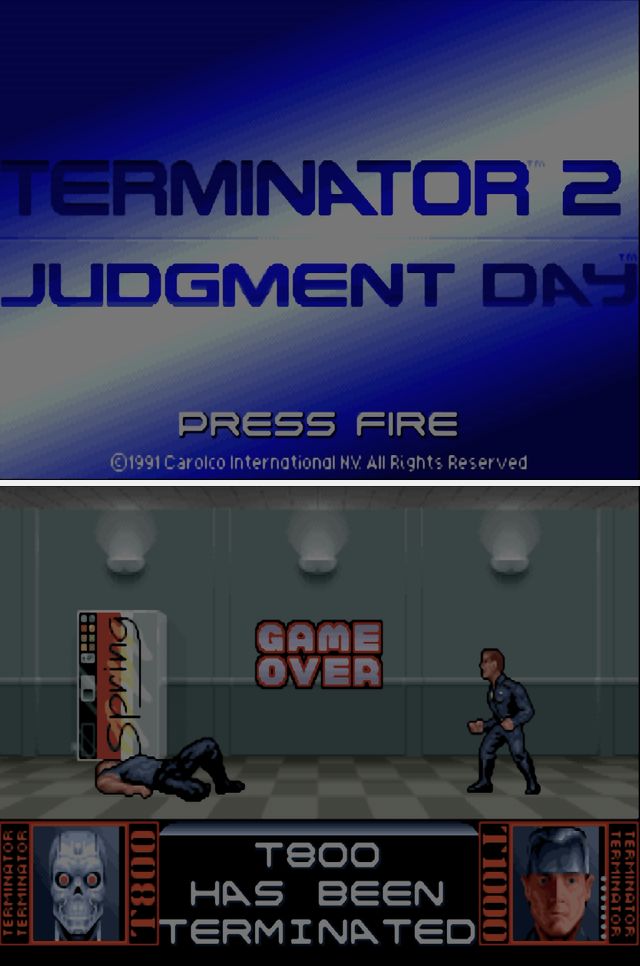 TERMINATOR™ 2
JUDGMENT DAY™
PRESS FIRE
©1991 Carolco International N.V. All Rights Reserved
spring
GAME
OVER
TERMINATOR
TERMINATOR
T800
T800
HAS BEEN
TERMINATED
T1000
TERMINATOR
TERMINATOR